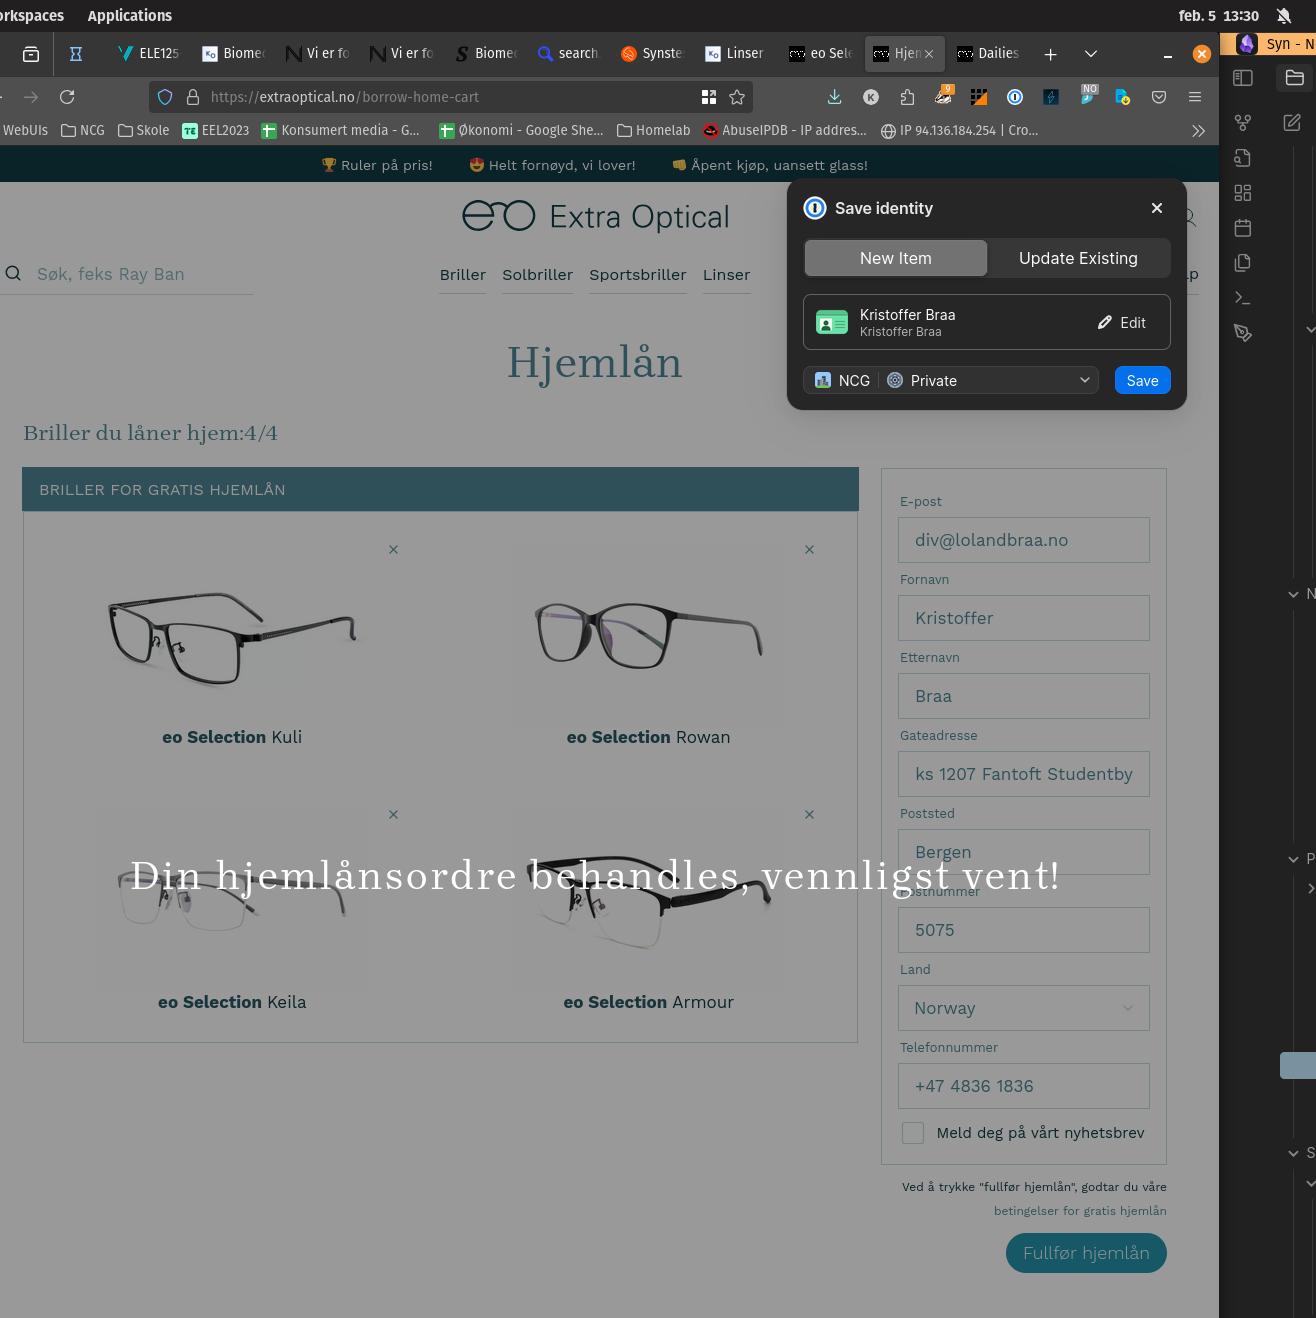 orkspaces Applications feb. 5 13:30
ELE125 Biomec Vi er fo Vi er fo Biomec search. Synste Linser eo Sele Hjem Dailies Syn - N
https://extraoptical.no/borrow-home-cart K 9 NO
WebUIs NCG Skole EEL2023 Konsumert media - G... Økonomi - Google She... Homelab AbuseIPDB - IP addres... IP 94.136.184.254 | Cro...
Ruler på pris! Helt fornøyd, vi lover! Åpent kjøp, uansett glass!
eo Extra Optical
Save identity
New Item Update Existing
Søk, feks Ray Ban
Briller Solbriller Sportsbriller Linser lp
Kristoffer Braa
Kristoffer Braa
Edit
NCG Private Save
Hjemlån
Briller du låner hjem:4/4
BRILLER FOR GRATIS HJEMLÅN
eo Selection Kuli
eo Selection Rowan
eo Selection Keila
eo Selection Armour
Din hjemlånsordre behandles, vennligst vent!
E-post
div@lolandbraa.no
Fornavn
Kristoffer
Etternavn
Braa
Gateadresse
ks 1207 Fantoft Studentby
Poststed
Bergen
Postnummer
5075
Land
Norway
Telefonnummer
+47 4836 1836
Meld deg på vårt nyhetsbrev
Ved å trykke "fullfør hjemlån", godtar du våre
betingelser for gratis hjemlån
Fullfør hjemlån
N
P
S